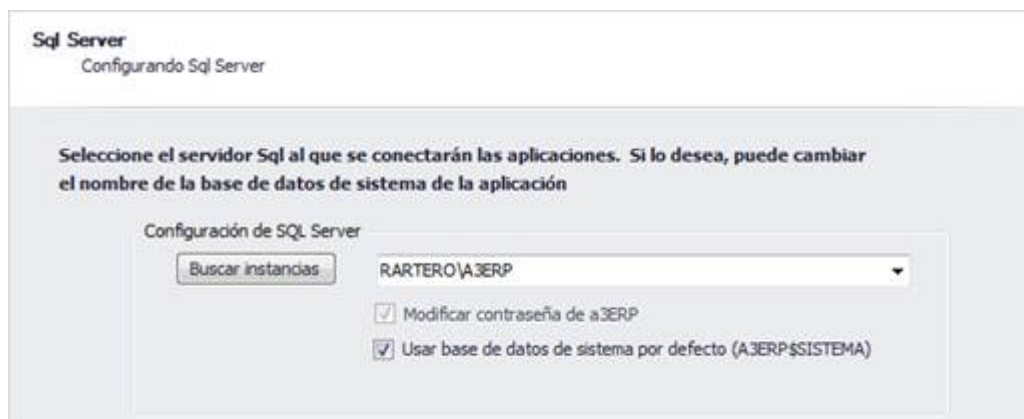 Sql Server
Configurando Sql Server
Seleccione el servidor Sql al que se conectarán las aplicaciones. Si lo desea, puede cambiar
el nombre de la base de datos de sistema de la aplicación
Configuración de SQL Server
Buscar instancias
RARTERO\A3ERP
Modificar contraseña de a3ERP
Usar base de datos de sistema por defecto (A3ERP$SISTEMA)